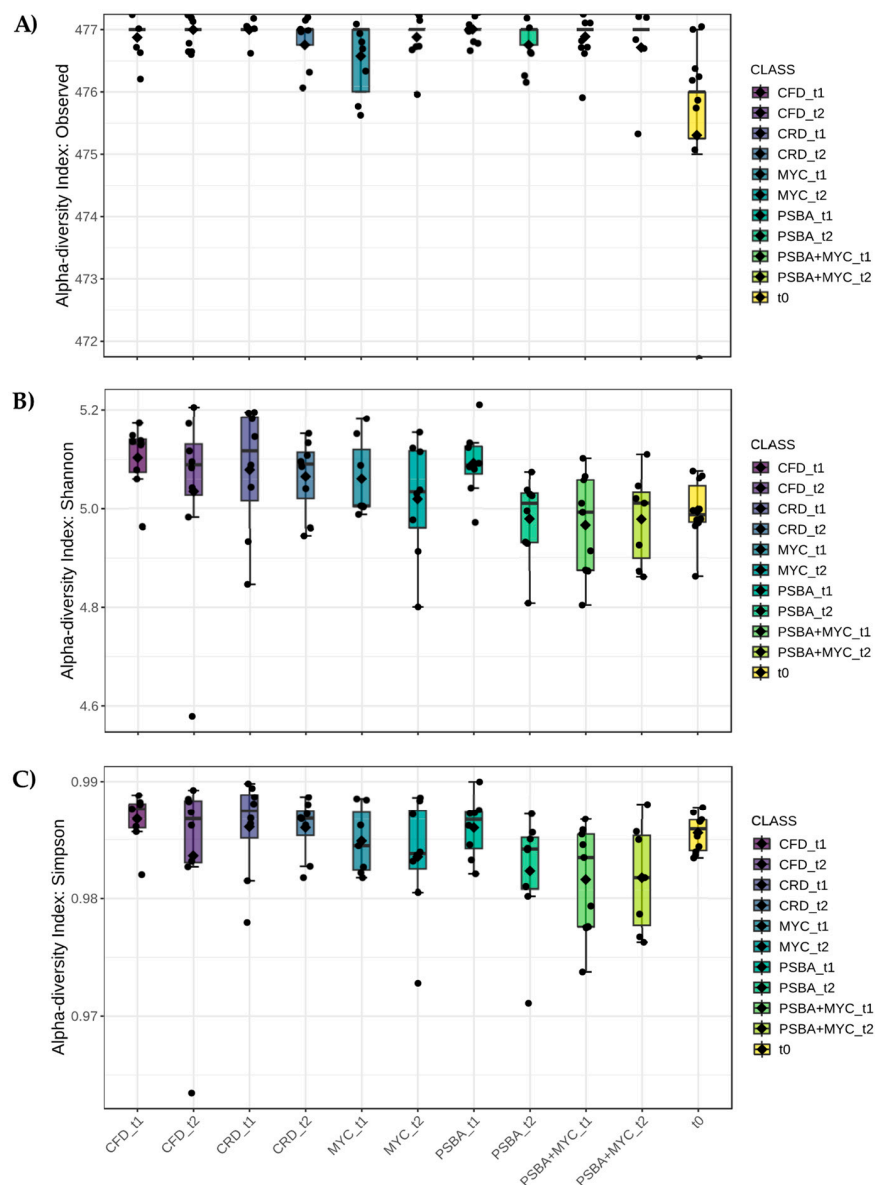 A)
Alpha-diversity Index: Observed
477
476
475
474
473
472
CLASS
CFD_t1
CFD_t2
CRD_t1
CRD_t2
MYC_t1
MYC_t2
PSBA_t1
PSBA_t2
PSBA+MYC_t1
PSBA+MYC_t2
t0
B)
Alpha-diversity Index: Shannon
5.2
5.0
4.8
4.6
CLASS
CFD_t1
CFD_t2
CRD_t1
CRD_t2
MYC_t1
MYC_t2
PSBA_t1
PSBA_t2
PSBA+MYC_t1
PSBA+MYC_t2
t0
C)
Alpha-diversity Index: Simpson
0.99
0.98
0.97
CLASS
CFD_t1
CFD_t2
CRD_t1
CRD_t2
MYC_t1
MYC_t2
PSBA_t1
PSBA_t2
PSBA+MYC_t1
PSBA+MYC_t2
t0
CFD_t1
CFD_t2
CRD_t1
CRD_t2
MYC_t1
MYC_t2
PSBA_t1
PSBA_t2
PSBA+MYC_t1
PSBA+MYC_t2
t0